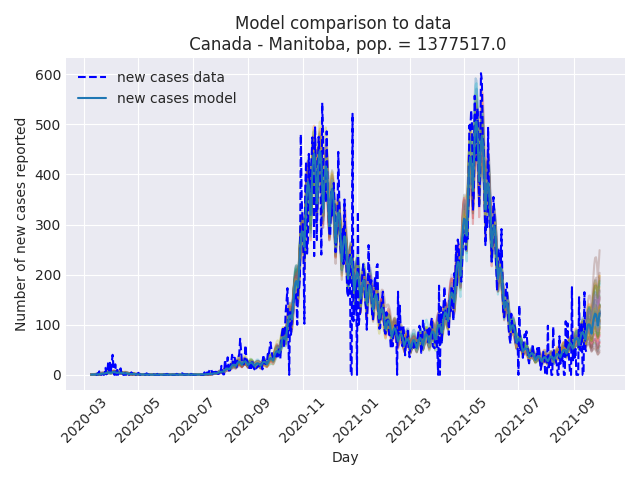 Model comparison to data
Canada - Manitoba, pop. = 1377517.0
new cases data
new cases model
Number of new cases reported
600
500
400
300
200
100
0
2020-03
2020-05
2020-07
2020-09
2020-11
2021-01
2021-03
2021-05
2021-07
2021-09
Day